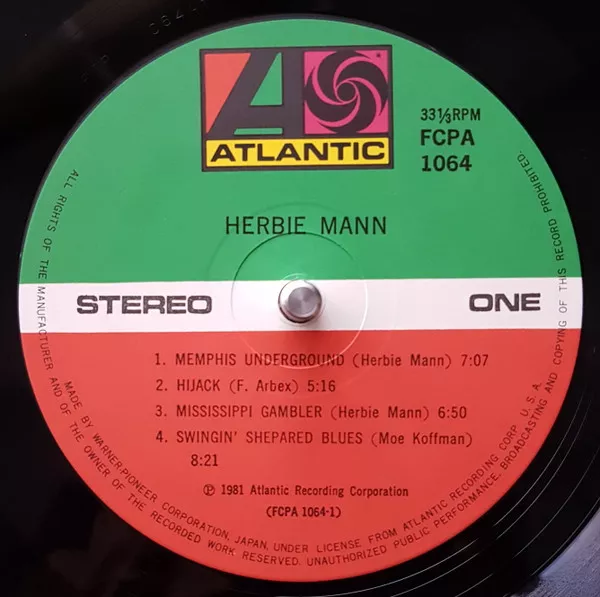 ATLANTIC
33⅓RPM
FCPA
1064
HERBIE MANN
STEREO
ONE
1. MEMPHIS UNDERGROUND (Herbie Mann) 7:07
2. HIJACK (F. Arbex) 5:16
3. MISSISSIPPI GAMBLER (Herbie Mann) 6:50
4. SWINGIN' SHEPARED BLUES (Moe Koffman)
8:21
℗ 1981 Atlantic Recording Corporation
(FCPA 1064-1)
MADE BY WARNER-PIONEER CORPORATION, JAPAN, UNDER LICENSE FROM ATLANTIC RECORDING CORP. U.S.A.
ALL RIGHTS OF THE MANUFACTURER AND OF THE OWNER OF THE RECORDED WORK RESERVED. UNAUTHORIZED PUBLIC PERFORMANCE, BROADCASTING AND COPYING OF THIS RECORD PROHIBITED.